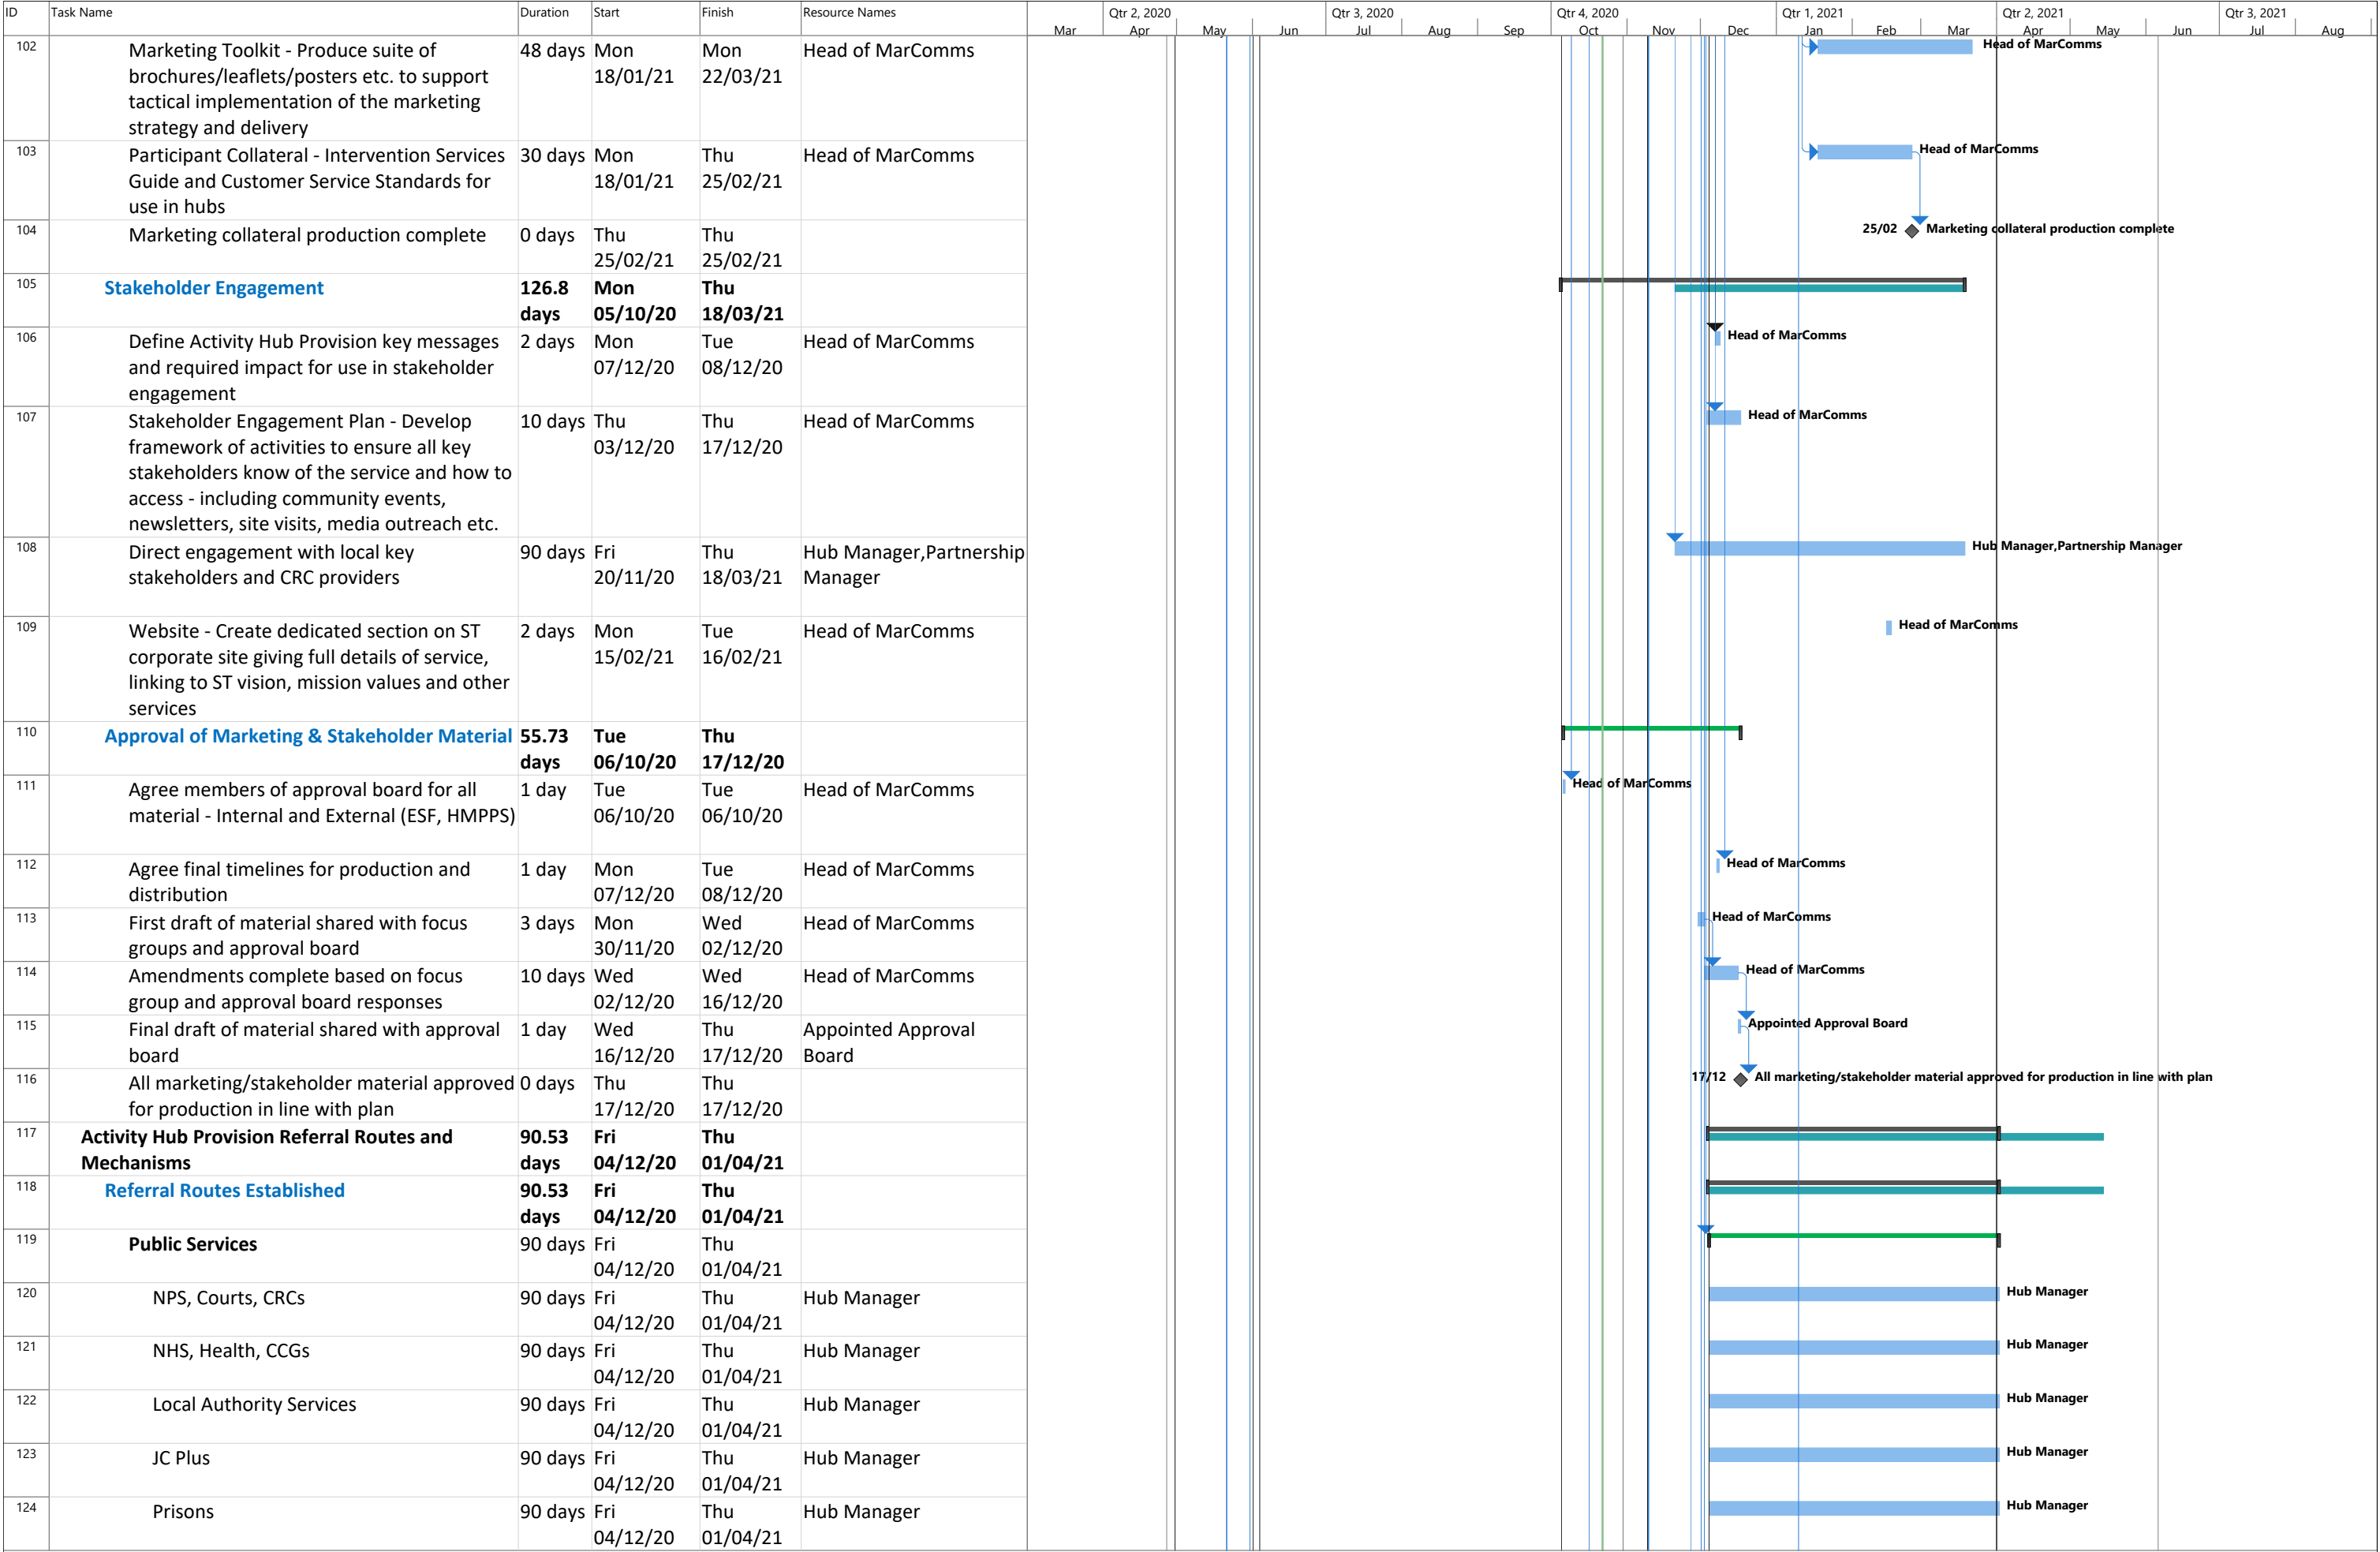 ID Task Name Duration Start Finish Resource Names
Qtr 2, 2020 Qtr 3, 2020 Qtr 4, 2020 Qtr 1, 2021 Qtr 2, 2021 Qtr 3, 2021
Mar Apr May Jun Jul Aug Sep Oct Nov Dec Jan Feb Mar Apr May Jun Jul Aug
102 Marketing Toolkit - Produce suite of 48 days Mon Mon Head of MarComms Head of MarComms
brochures/leaflets/posters etc. to support 18/01/21 22/03/21
tactical implementation of the marketing
strategy and delivery
103 Participant Collateral - Intervention Services 30 days Mon Thu Head of MarComms Head of MarComms
Guide and Customer Service Standards for 18/01/21 25/02/21
use in hubs
104 Marketing collateral production complete 0 days Thu Thu 25/02 Marketing collateral production complete
25/02/21 25/02/21
105 Stakeholder Engagement 126.8 Mon Thu
days 05/10/20 18/03/21
106 Define Activity Hub Provision key messages 2 days Mon Tue Head of MarComms Head of MarComms
and required impact for use in stakeholder 07/12/20 08/12/20
engagement
107 Stakeholder Engagement Plan - Develop 10 days Thu Thu Head of MarComms Head of MarComms
framework of activities to ensure all key 03/12/20 17/12/20
stakeholders know of the service and how to
access - including community events,
newsletters, site visits, media outreach etc.
108 Direct engagement with local key 90 days Fri Thu Hub Manager,Partnership Hub Manager,Partnership Manager
stakeholders and CRC providers 20/11/20 18/03/21 Manager
109 Website - Create dedicated section on ST 2 days Mon Tue Head of MarComms Head of MarComms
corporate site giving full details of service, 15/02/21 16/02/21
linking to ST vision, mission values and other
services
110 Approval of Marketing & Stakeholder Material 55.73 Tue Thu
days 06/10/20 17/12/20
111 Agree members of approval board for all 1 day Tue Tue Head of MarComms Head of MarComms
material - Internal and External (ESF, HMPPS) 06/10/20 06/10/20
112 Agree final timelines for production and 1 day Mon Tue Head of MarComms Head of MarComms
distribution 07/12/20 08/12/20
113 First draft of material shared with focus 3 days Mon Wed Head of MarComms Head of MarComms
groups and approval board 30/11/20 02/12/20
114 Amendments complete based on focus 10 days Wed Wed Head of MarComms Head of MarComms
group and approval board responses 02/12/20 16/12/20
115 Final draft of material shared with approval 1 day Wed Thu Appointed Approval Appointed Approval Board
board 16/12/20 17/12/20 Board
116 All marketing/stakeholder material approved 0 days Thu Thu 17/12 All marketing/stakeholder material approved for production in line with plan
for production in line with plan 17/12/20 17/12/20
117 Activity Hub Provision Referral Routes and 90.53 Fri Thu
Mechanisms days 04/12/20 01/04/21
118 Referral Routes Established 90.53 Fri Thu
days 04/12/20 01/04/21
119 Public Services 90 days Fri Thu
04/12/20 01/04/21
120 NPS, Courts, CRCs 90 days Fri Thu Hub Manager Hub Manager
04/12/20 01/04/21
121 NHS, Health, CCGs 90 days Fri Thu Hub Manager Hub Manager
04/12/20 01/04/21
122 Local Authority Services 90 days Fri Thu Hub Manager Hub Manager
04/12/20 01/04/21
123 JC Plus 90 days Fri Thu Hub Manager Hub Manager
04/12/20 01/04/21
124 Prisons 90 days Fri Thu Hub Manager Hub Manager
04/12/20 01/04/21